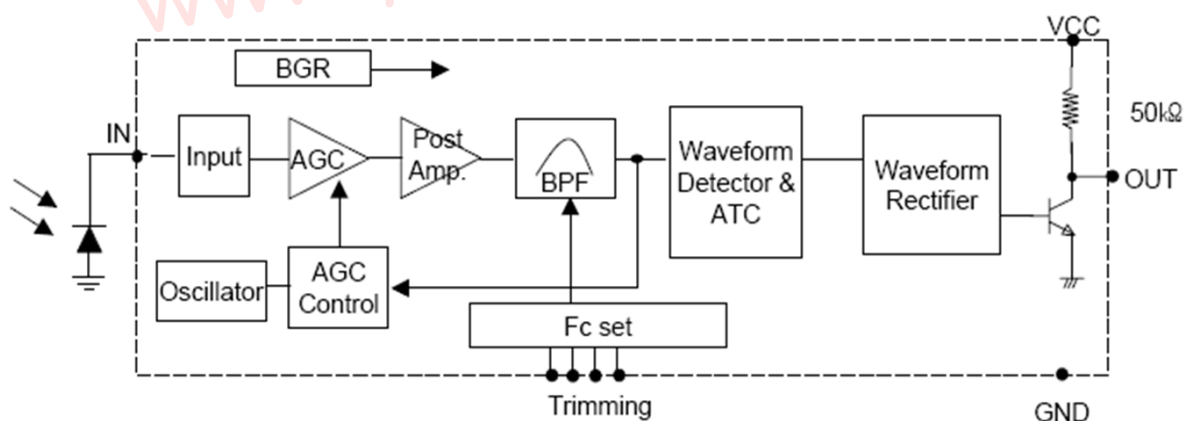 VCC
BGR
50kΩ
IN
Input
AGC
Post
Amp.
BPF
Waveform
Detector &
ATC
Waveform
Rectifier
OUT
Oscillator
AGC
Control
Fc set
Trimming
GND